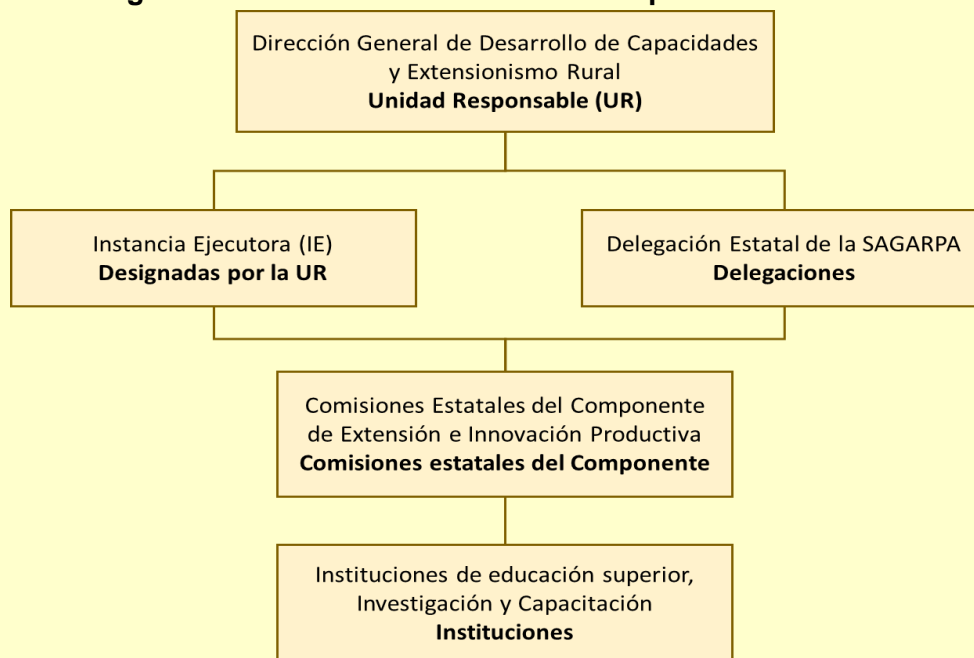 Dirección General de Desarrollo de Capacidades
y Extensionismo Rural
Unidad Responsable (UR)
Instancia Ejecutora (IE)
Designadas por la UR
Delegación Estatal de la SAGARPA
Delegaciones
Comisiones Estatales del Componente
de Extensión e Innovación Productiva
Comisiones estatales del Componente
Instituciones de educación superior,
Investigación y Capacitación
Instituciones